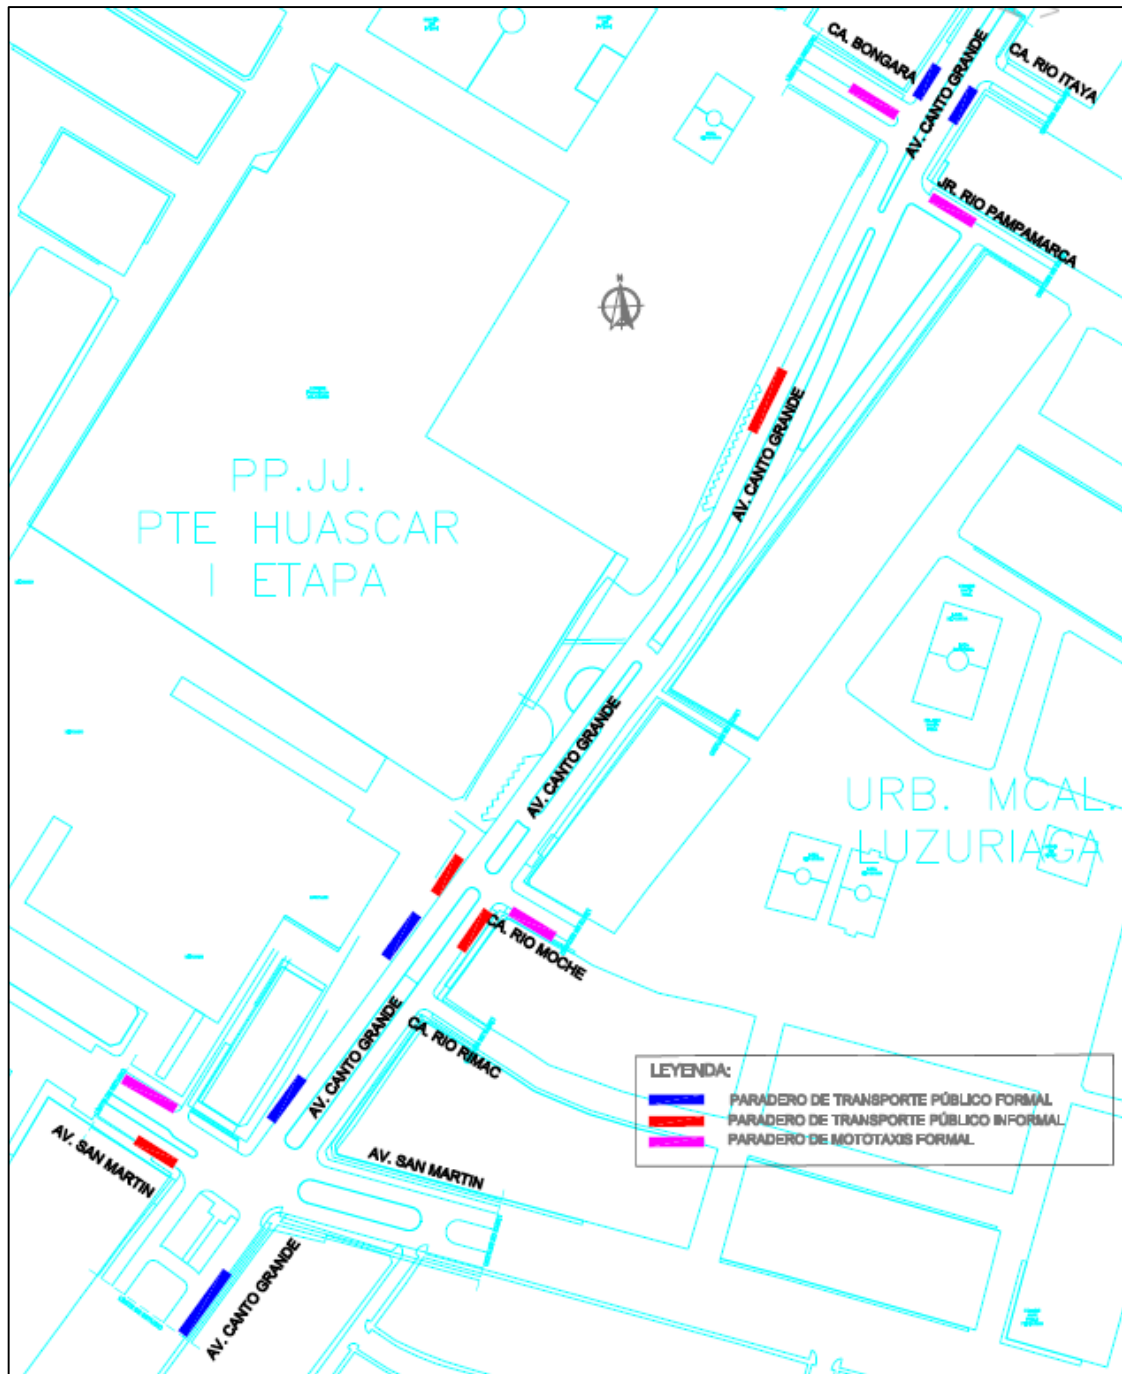 CA. BONGARA
AV. CANTO GRANDE
CA. RIO ITAYA
JR. RIO PAMPAMARCA
N
AV. CANTO GRANDE
PP.JJ.
PTE HUASCAR
I ETAPA
AV. CANTO GRANDE
URB. MCAL.
LUZURIAGA
CA. RIO MOCHE
AV. CANTO GRANDE
CA. RIO RIMAC
LEYENDA:
PARADERO DE TRANSPORTE PÚBLICO FORMAL
PARADERO DE TRANSPORTE PÚBLICO INFORMAL
PARADERO DE MOTOTAXIS FORMAL
AV. SAN MARTIN
AV. SAN MARTIN
AV. CANTO GRANDE